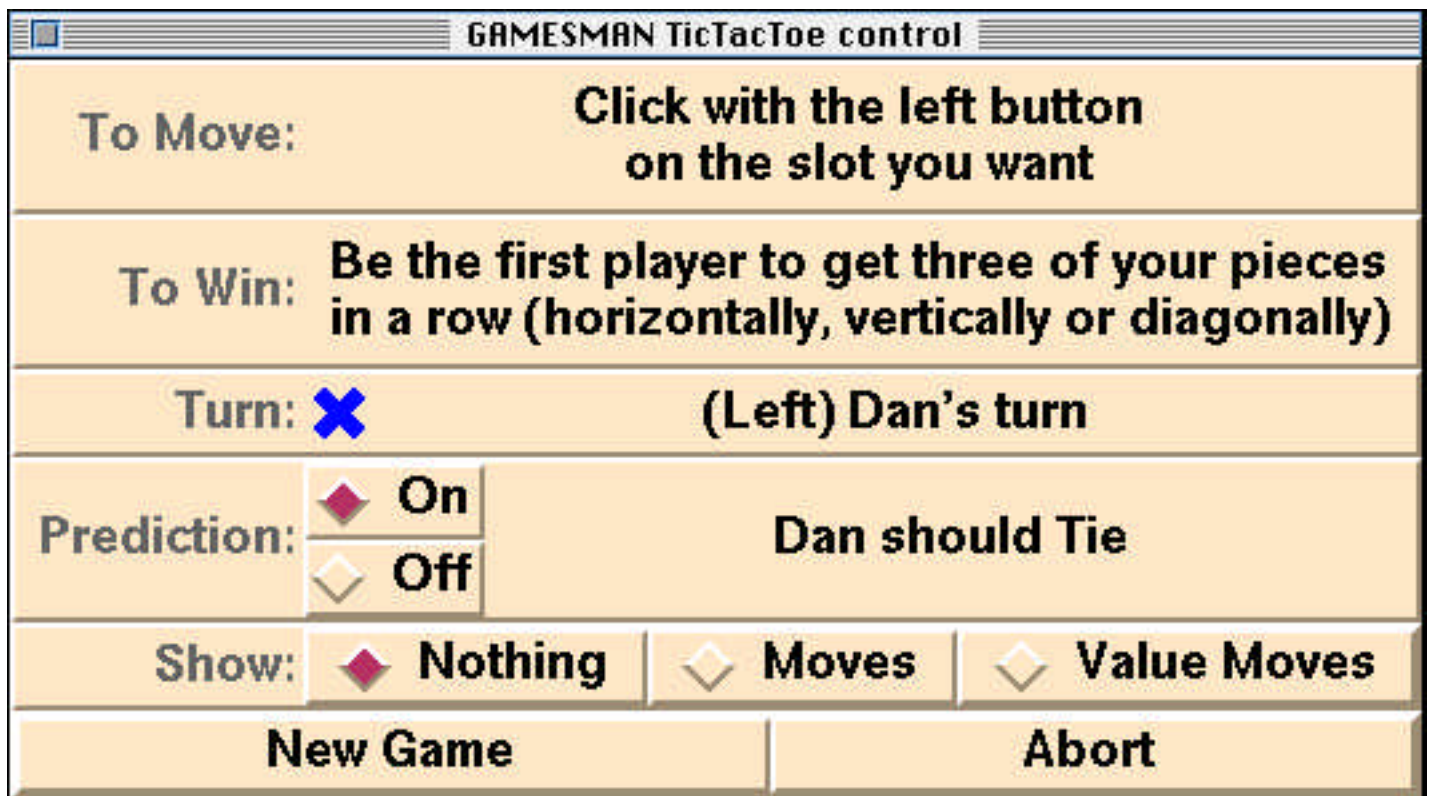 GAMESMAN TicTacToe control
To Move:
Click with the left button
on the slot you want
To Win:
Be the first player to get three of your pieces
in a row (horizontally, vertically or diagonally)
Turn:
(Left) Dan's turn
Prediction:
On
Off
Dan should Tie
Show:
Nothing
Moves
Value Moves
New Game
Abort